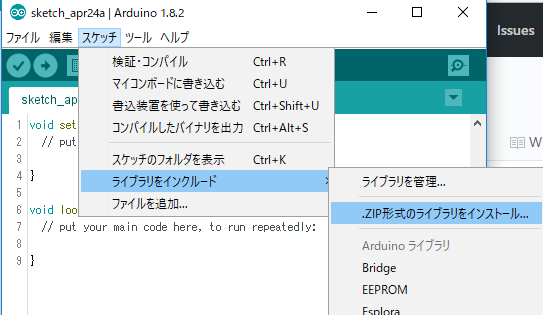 sketch_apr24a | Arduino 1.8.2
ファイル 編集 スケッチ ツール ヘルプ
検証・コンパイル Ctrl+R
マイコンボードに書き込む Ctrl+U
書込装置を使って書き込む Ctrl+Shift+U
コンパイルしたバイナリを出力 Ctrl+Alt+S
スケッチのフォルダを表示 Ctrl+K
ライブラリをインクルード
ファイルを追加...
ライブラリを管理...
.ZIP形式のライブラリをインストール...
Arduino ライブラリ
Bridge
EEPROM
Esplora
sketch_ap
1 void set
2 // put
3
4 }
5
6 void loo
7 // put your main code here, to run repeatedly:
8
9 }
Issues
W